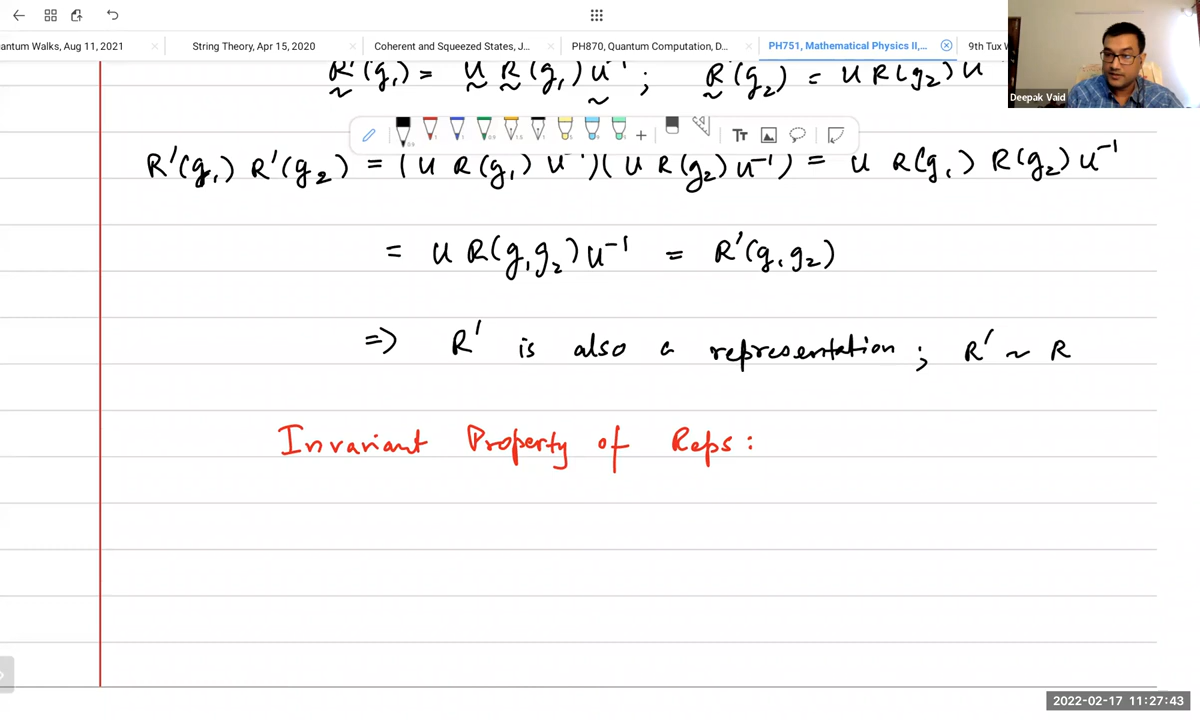 antum Walks, Aug 11, 2021 String Theory, Apr 15, 2020 Coherent and Squeezed States, J... PH870, Quantum Computation, D... PH751, Mathematical Physics II,... 9th Tux W
Deepak Vaid
R'(g₁) = U R(g₁) U⁻¹ ; R'(g₂) = U R(g₂) U
Tт
R'(g₁) R'(g₂) = (U R(g₁) U⁻¹)(U R(g₂) U⁻¹) = U R(g₁) R(g₂) U⁻¹
= U R(g₁g₂) U⁻¹ = R'(g₁g₂)
=> R' is also a representation ; R' ~ R
Invariant Property of Reps :
2022-02-17 11:27:43